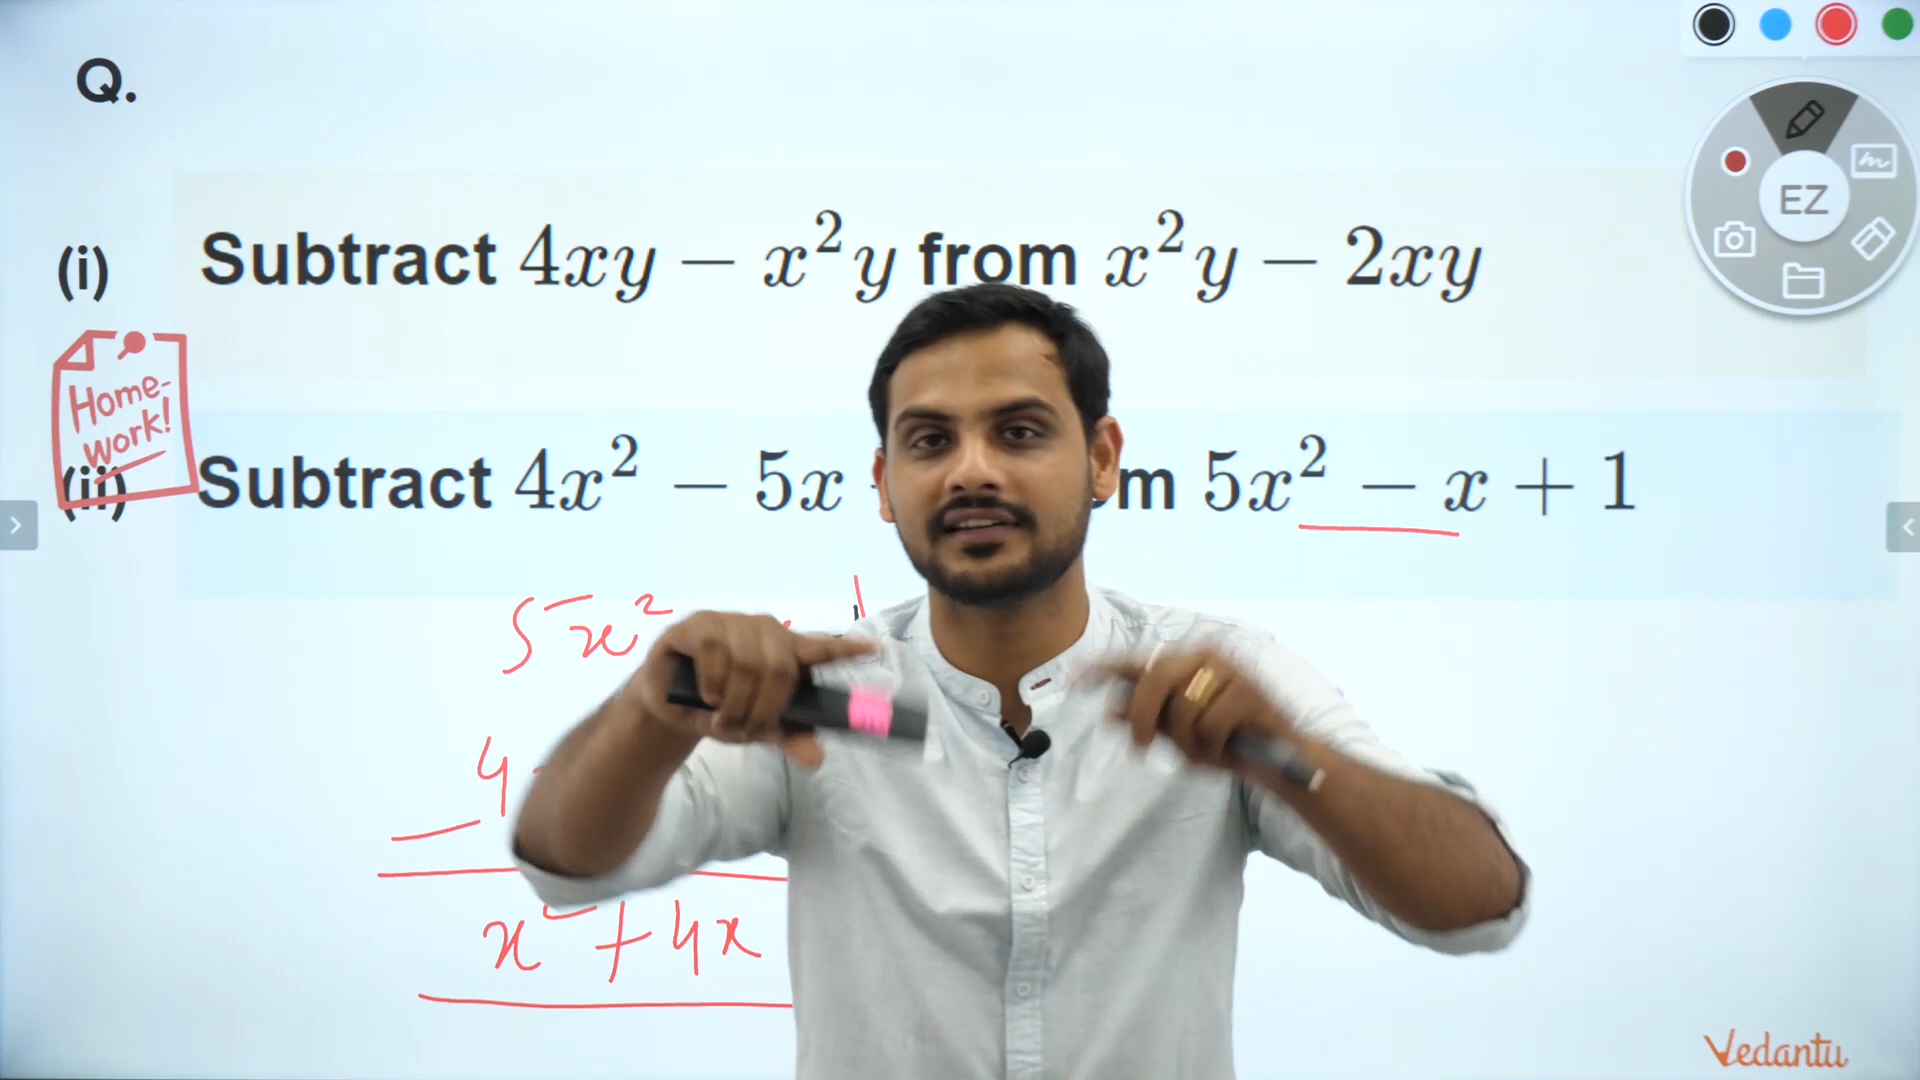 Q.
EZ
(i) Subtract 4xy − x²y from x²y − 2xy
Home-
work!
(ii) Subtract 4x² − 5x 5x² − x + 1
5x²
4
−
x² + 4x
Vedantu